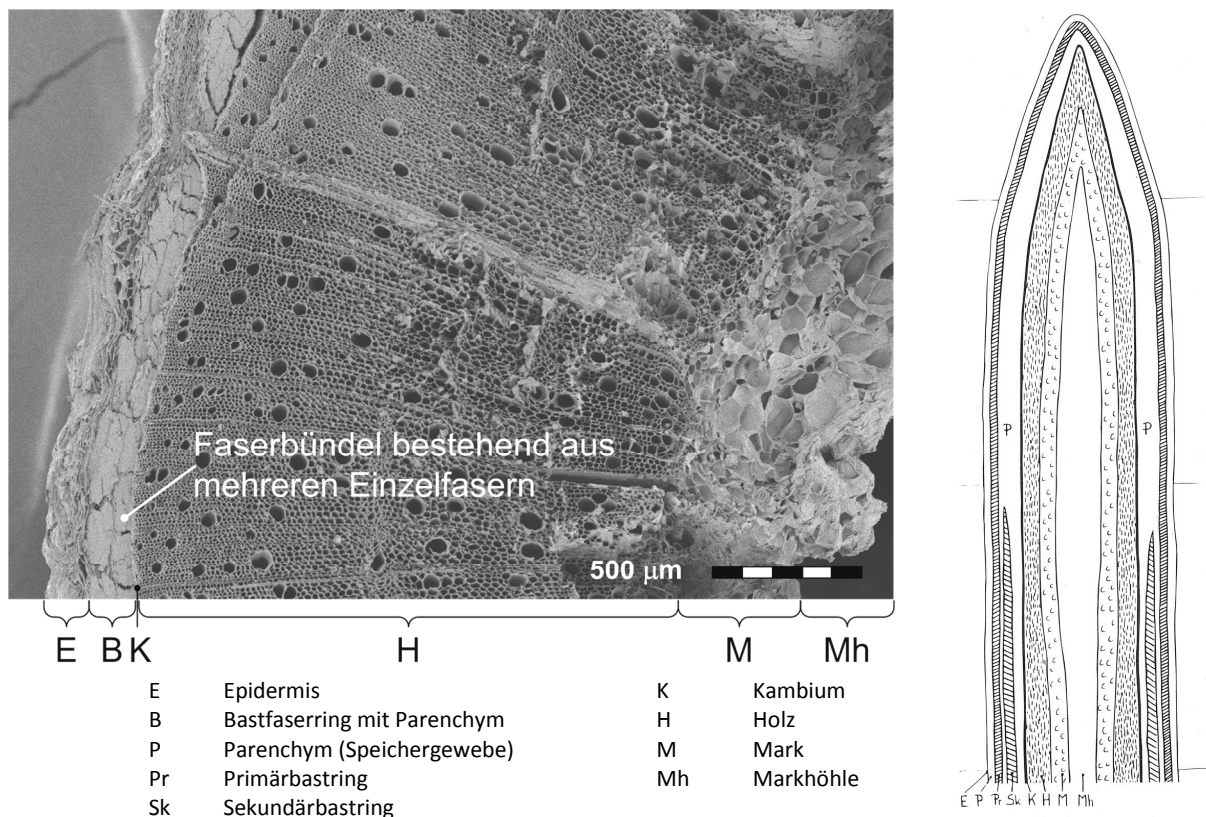 Faserbündel bestehend aus
mehreren Einzelfasern
500 µm
E B K H M Mh
E Epidermis
B Bastfaserring mit Parenchym
P Parenchym (Speichergewebe)
Pr Primärbastring
Sk Sekundärbastring
K Kambium
H Holz
M Mark
Mh Markhöhle
P P
E P Pr Sk K H M Mh